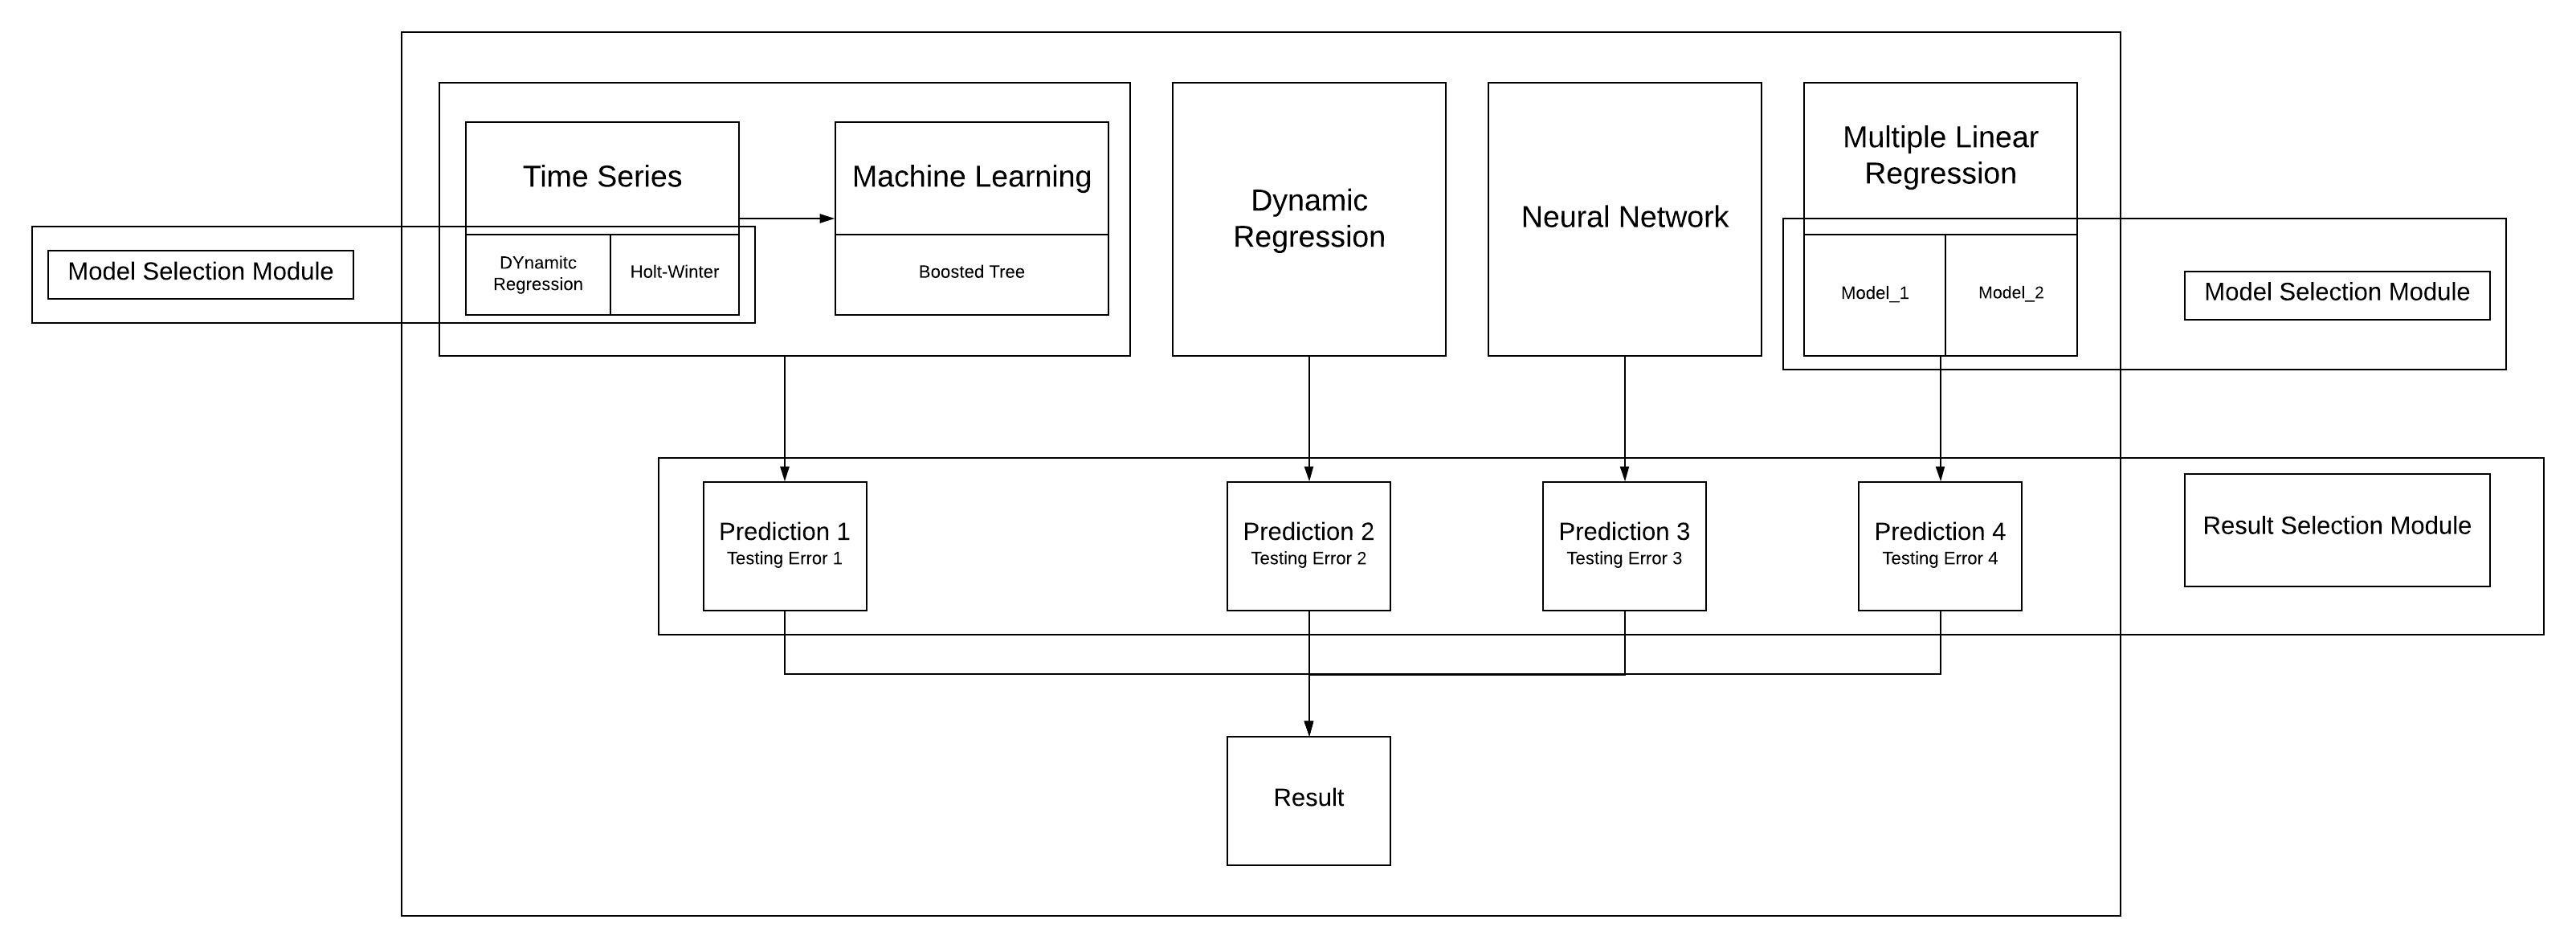 Time Series
Machine Learning
Dynamic
Regression
Neural Network
Multiple Linear
Regression
Model Selection Module
DYnamitc
Regression
Holt-Winter
Boosted Tree
Model_1
Model_2
Model Selection Module
Prediction 1
Testing Error 1
Prediction 2
Testing Error 2
Prediction 3
Testing Error 3
Prediction 4
Testing Error 4
Result Selection Module
Result